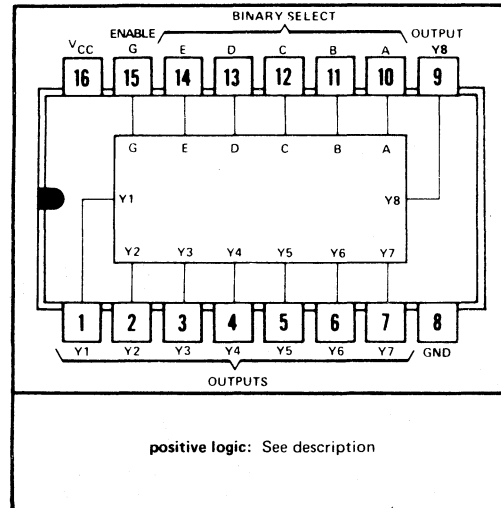 BINARY SELECT
ENABLE OUTPUT
VCC G E D C B A Y8
16 15 14 13 12 11 10 9
G E D C B A
Y1 Y8
Y2 Y3 Y4 Y5 Y6 Y7
1 2 3 4 5 6 7 8
Y1 Y2 Y3 Y4 Y5 Y6 Y7 GND
OUTPUTS
positive logic: See description